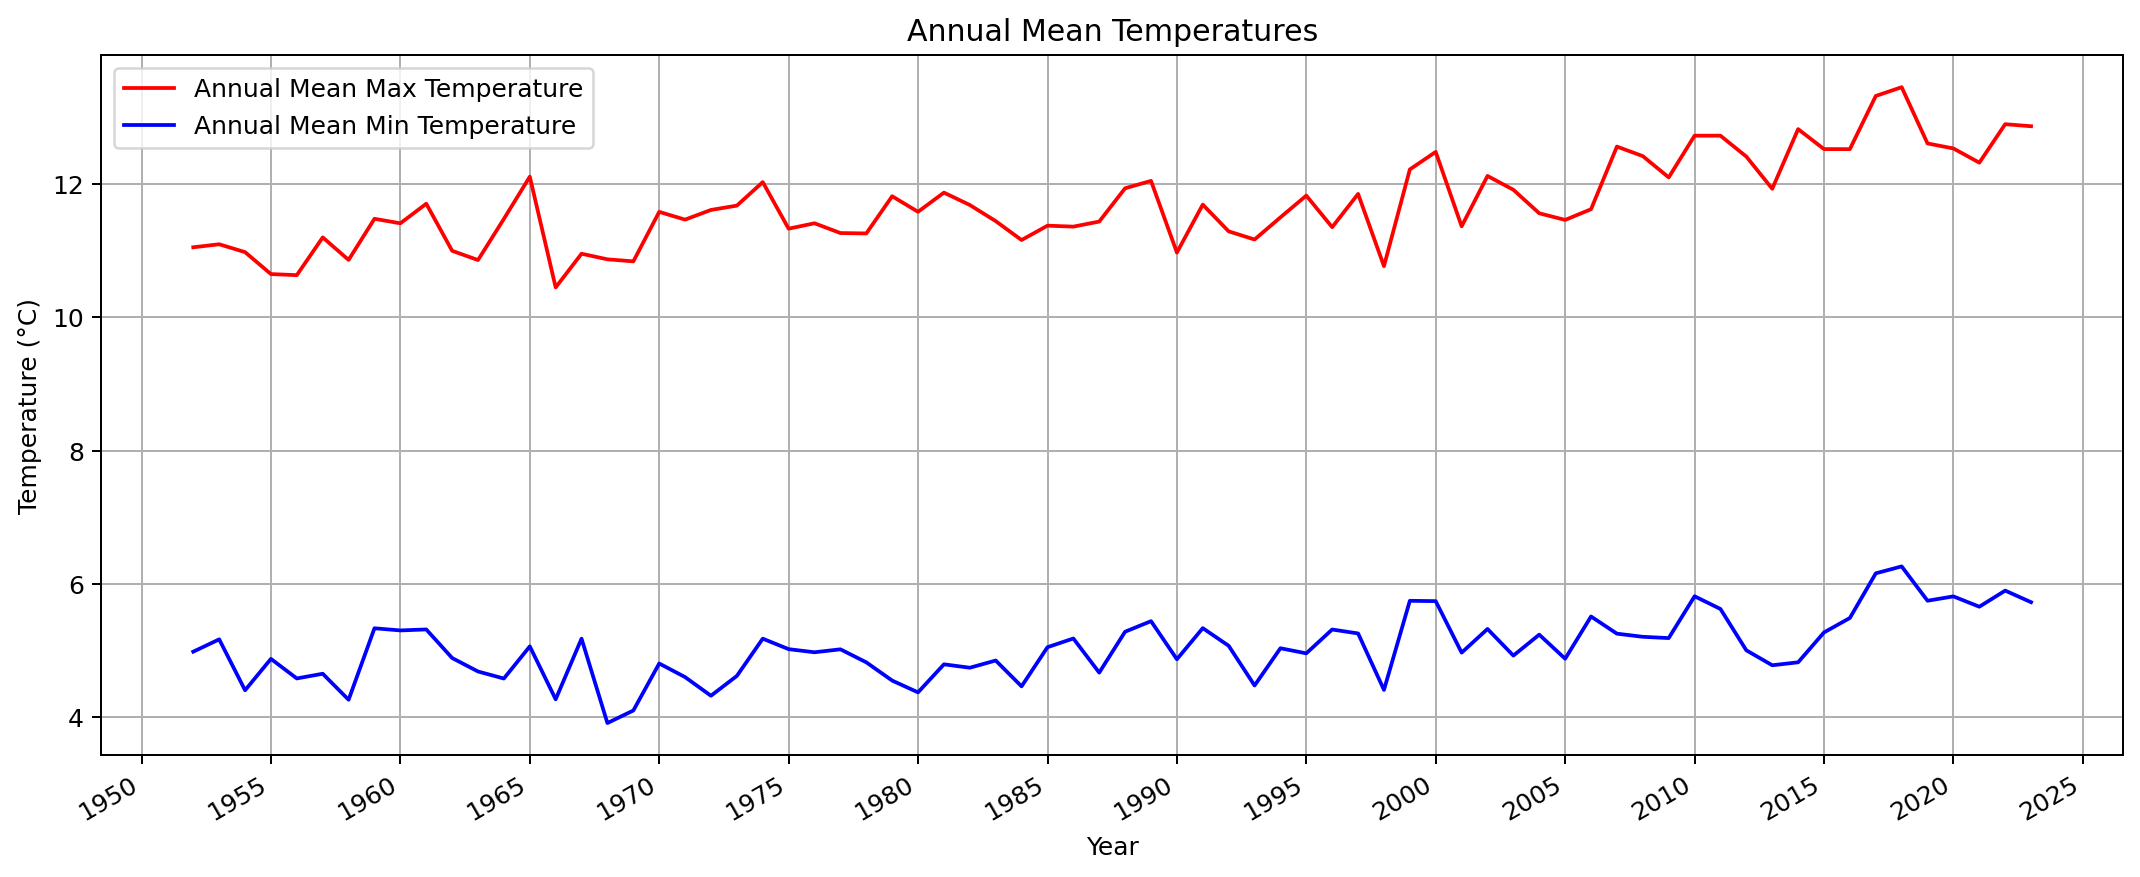 Annual Mean Temperatures
Annual Mean Max Temperature
Annual Mean Min Temperature
Temperature (°C)
12
10
8
6
4
1950 1955 1960 1965 1970 1975 1980 1985 1990 1995 2000 2005 2010 2015 2020 2025
Year